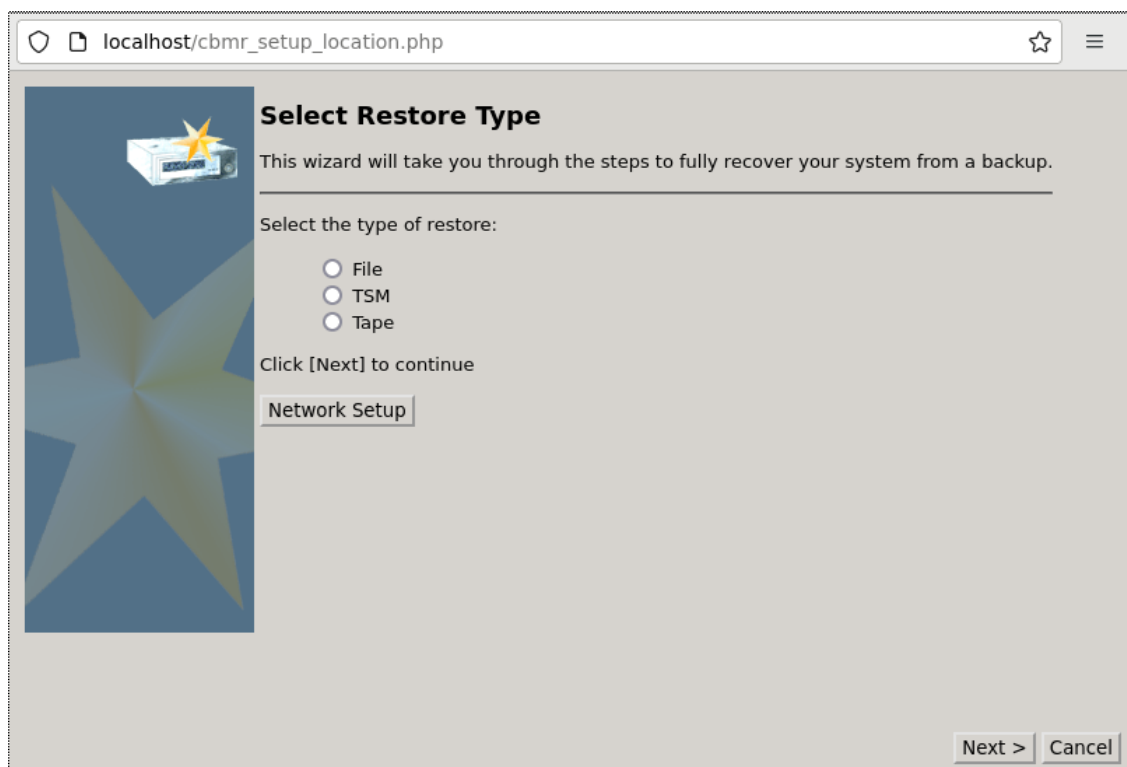 localhost/cbmr_setup_location.php
Select Restore Type
This wizard will take you through the steps to fully recover your system from a backup.
Select the type of restore:
File
TSM
Tape
Click [Next] to continue
Network Setup
Next > Cancel